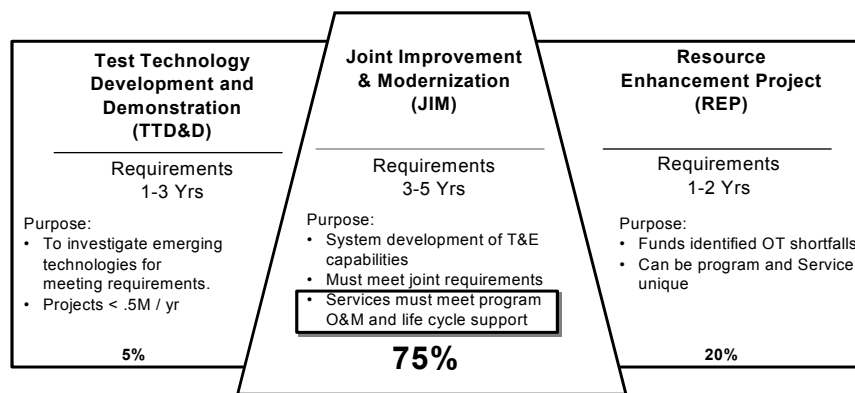 Test Technology
Development and
Demonstration
(TTD&D)
Requirements
1-3 Yrs
Purpose:
• To investigate emerging
technologies for
meeting requirements.
• Projects < .5M / yr
5%
Joint Improvement
& Modernization
(JIM)
Requirements
3-5 Yrs
Purpose:
• System development of T&E
capabilities
• Must meet joint requirements
• Services must meet program
O&M and life cycle support
75%
Resource
Enhancement Project
(REP)
Requirements
1-2 Yrs
Purpose:
• Funds identified OT shortfalls
• Can be program and Service
unique
20%